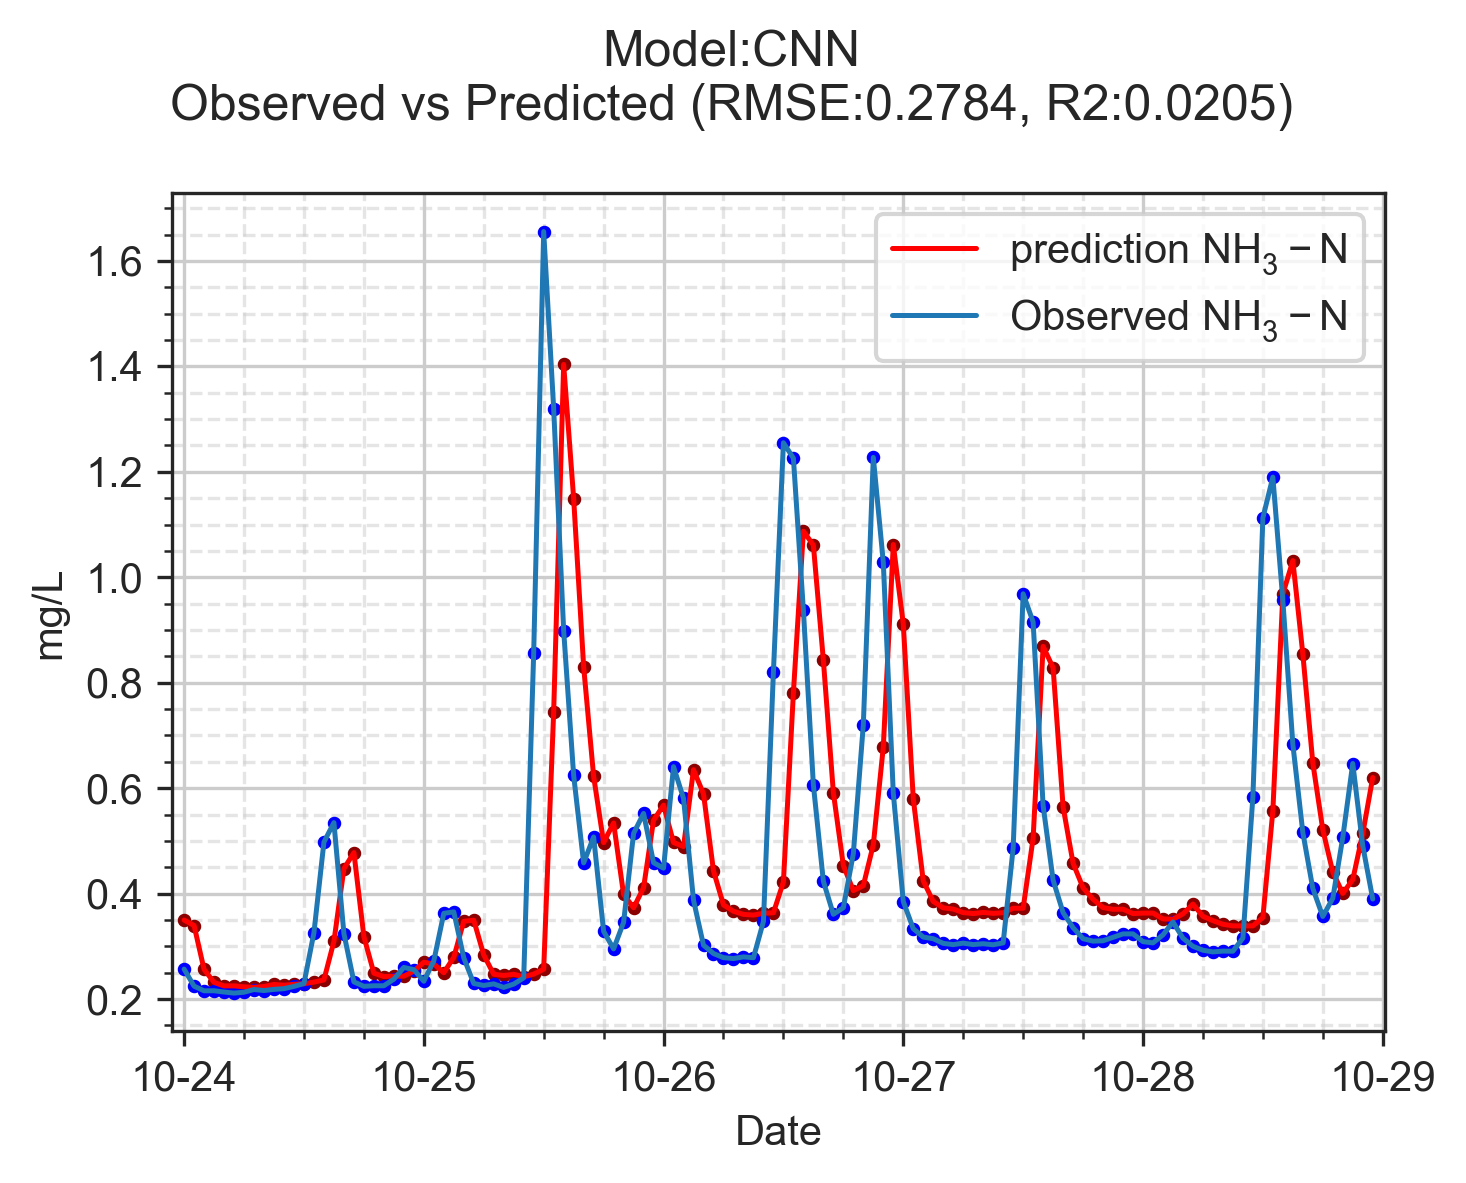 Model:CNN
Observed vs Predicted (RMSE:0.2784, R2:0.0205)
prediction NH₃ − N
Observed NH₃ − N
1.6
1.4
1.2
1.0
0.8
0.6
0.4
0.2
mg/L
10-24 10-25 10-26 10-27 10-28 10-29
Date